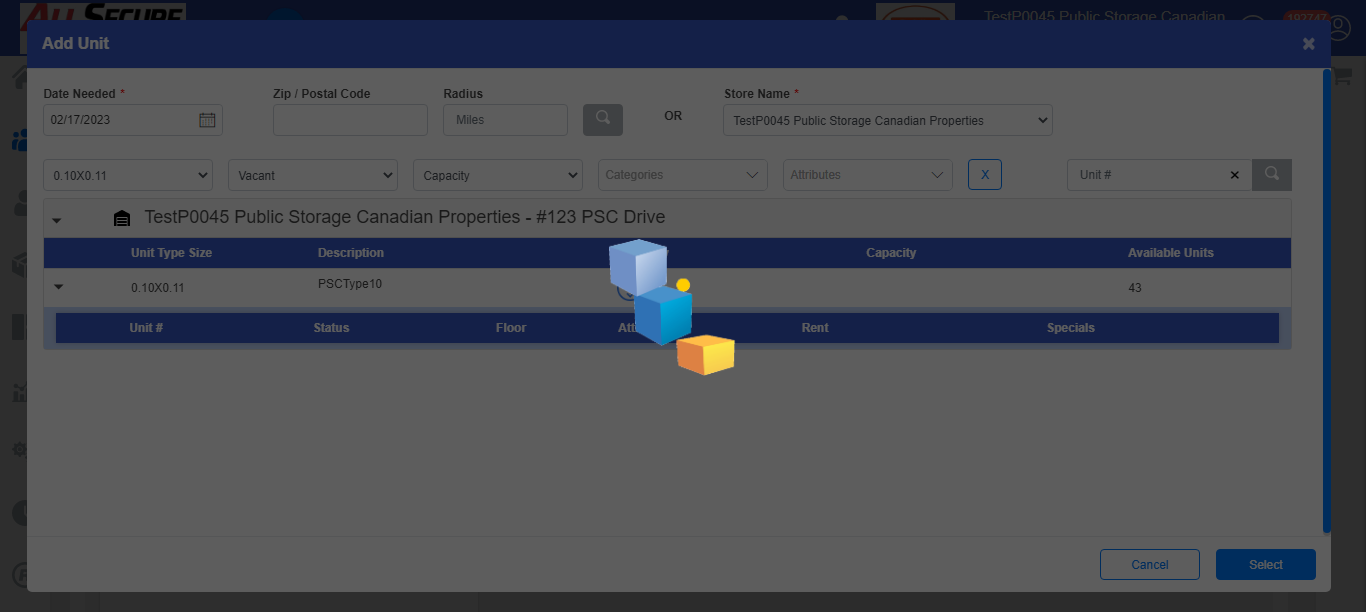 ALL SECURE
TestP0045 Public Storage Canadian
192747
Add Unit
Date Needed *
Zip / Postal Code
Radius
Store Name *
02/17/2023
Miles
OR
TestP0045 Public Storage Canadian Properties
0.10X0.11
Vacant
Capacity
Categories
Attributes
X
Unit #
TestP0045 Public Storage Canadian Properties - #123 PSC Drive
Unit Type Size
Description
Capacity
Available Units
0.10X0.11
PSCType10
43
Unit #
Status
Floor
Att
Rent
Specials
Cancel
Select